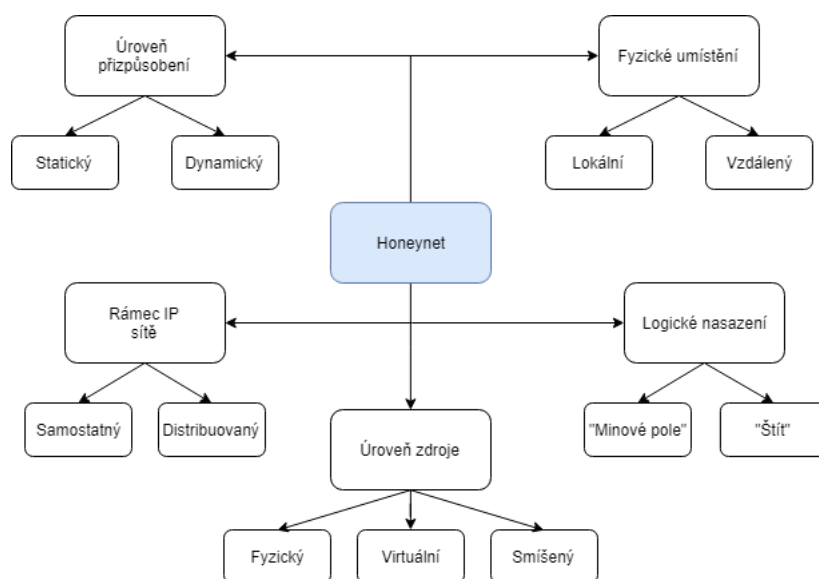 Úroveň
přizpůsobení
Fyzické umístění
Statický
Dynamický
Lokální
Vzdálený
Honeynet
Rámec IP
sítě
Logické nasazení
Samostatný
Distribuovaný
"Minové pole"
"Štít"
Úroveň zdroje
Fyzický
Virtuální
Smíšený